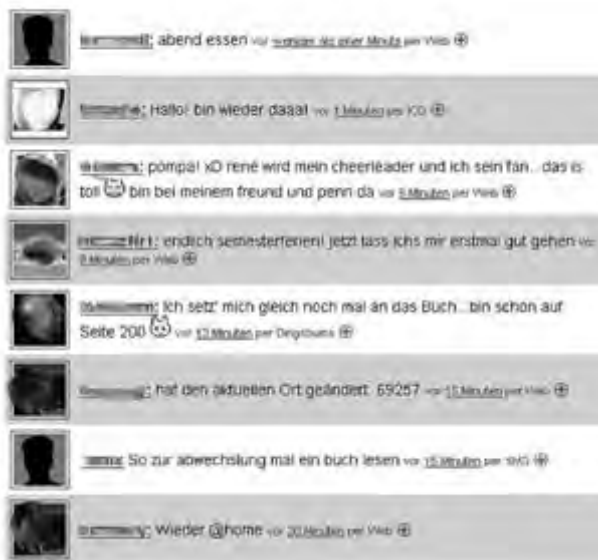 abend essen vor weniger als einer Minute per Web
Hallo! bin wieder daaa! vor 1 Minuten per ICQ
pompa! xD rené wird mein cheerleader und ich sein fan... das is
toll bin bei meinem freund und penn da vor 5 Minuten per Web
endlich semesterferien! jetzt lass ichs mir erstmal gut gehen vor
Minuten per Web
Ich setz' mich gleich noch mal an das Buch... bin schon auf
Seite 200 vor 12 Minuten per
hat den aktuellen Ort geändert: 69257 vor 15 Minuten per Web
So zur abwechslung mal ein buch lesen vor 15 Minuten per SMS
Wieder @home vor 20 Minuten per Web